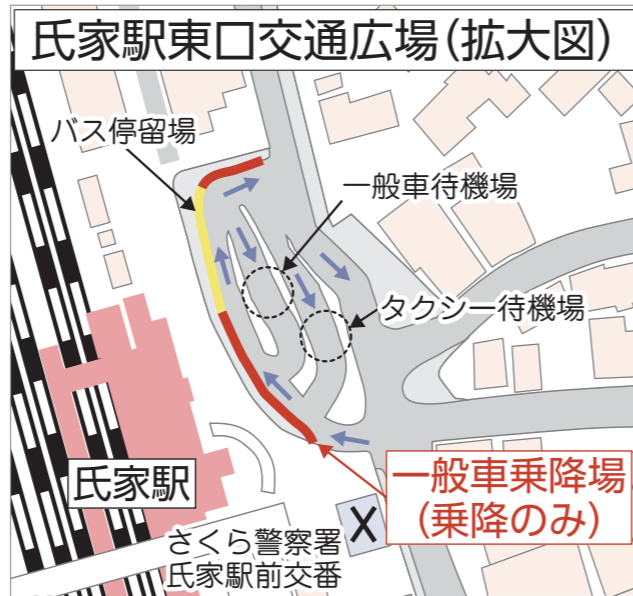 氏家駅東口交通広場(拡大図)
バス停留場
一般車待機場
タクシー待機場
氏家駅
一般車乗降場
(乗降のみ)
さくら警察署
氏家駅前交番
X